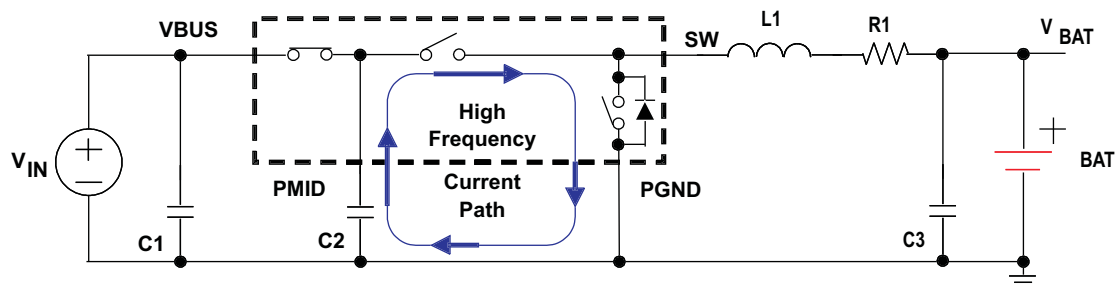 VBUS
SW
L1
R1
V BAT
High
Frequency
Current
Path
V IN
+
−
PMID
PGND
+
BAT
C1
C2
C3